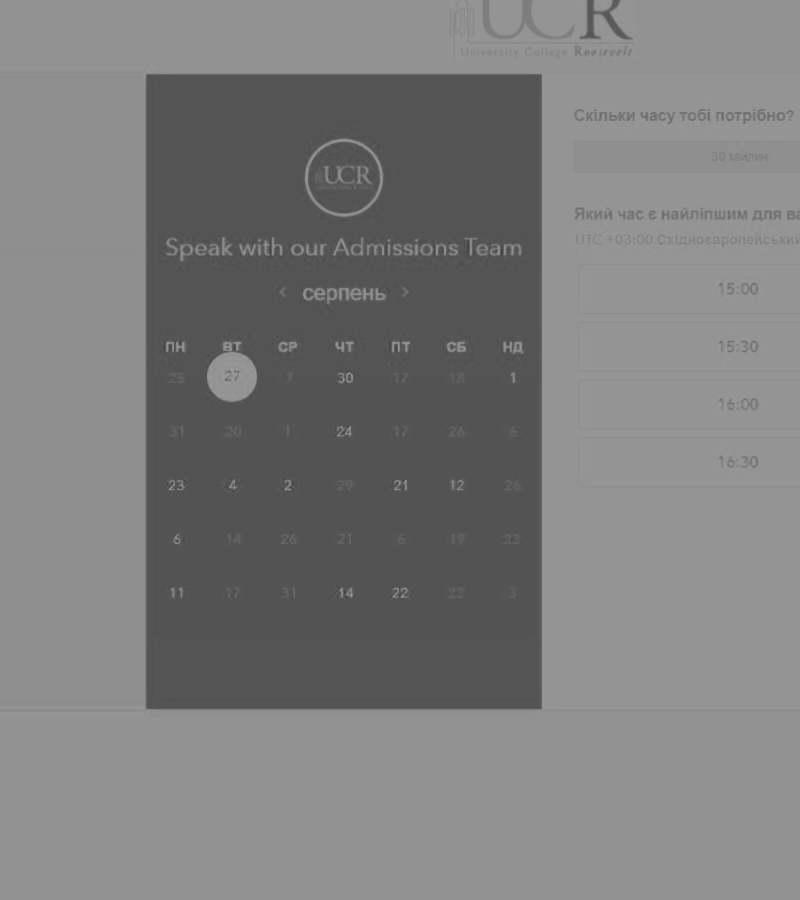 UCR
University College Roosevelt
UCR
Speak with our Admissions Team
< серпень >
ПН ВТ СР ЧТ ПТ СБ НД
25 27 7 30 17 18 1
31 20 1 24 17 26 6
23 4 2 29 21 12 26
6 14 26 21 6 19 22
11 17 31 14 22 22 3
Скільки часу тобі потрібно?
30 хвилин
Який час є найліпшим для ва
UTC +03:00 Східноєвропейський
15:00
15:30
16:00
16:30